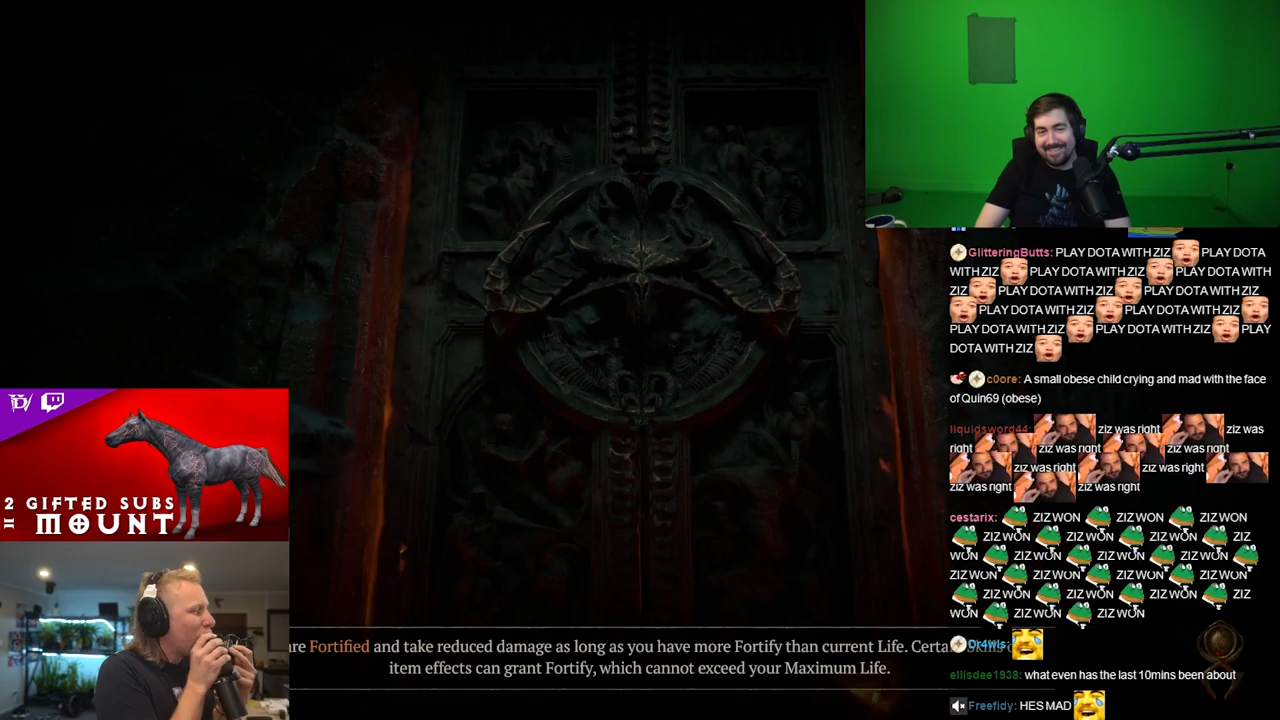 GlitteringButts: PLAY DOTA WITH ZIZ PLAY DOTA
WITH ZIZ PLAY DOTA WITH ZIZ PLAY DOTA WITH
ZIZ PLAY DOTA WITH ZIZ PLAY DOTA WITH ZIZ
PLAY DOTA WITH ZIZ PLAY DOTA WITH ZIZ
PLAY DOTA WITH ZIZ PLAY DOTA WITH ZIZ PLAY
DOTA WITH ZIZ
c0ore: A small obese child crying and mad with the face
of Quin69 (obese)
liquidsword44: ziz was right ziz was
right ziz was right ziz was right
ziz was right ziz was right
ziz was right ziz was right
cestarix: ZIZ WON ZIZ WON ZIZ WON
ZIZ WON ZIZ WON ZIZ WON ZIZ
WON ZIZ WON ZIZ WON ZIZ WON
ZIZ WON ZIZ WON ZIZ WON ZIZ WON
ZIZ WON ZIZ WON ZIZ WON ZIZ
WON ZIZ WON ZIZ WON
Dr4wls:
ellisdee1938: what even has the last 10mins been about
Freefidy: HES MAD
2 GIFTED SUBS
= MOUNT
are Fortified and take reduced damage as long as you have more Fortify than current Life.
item effects can grant Fortify, which cannot exceed your Maximum Life.